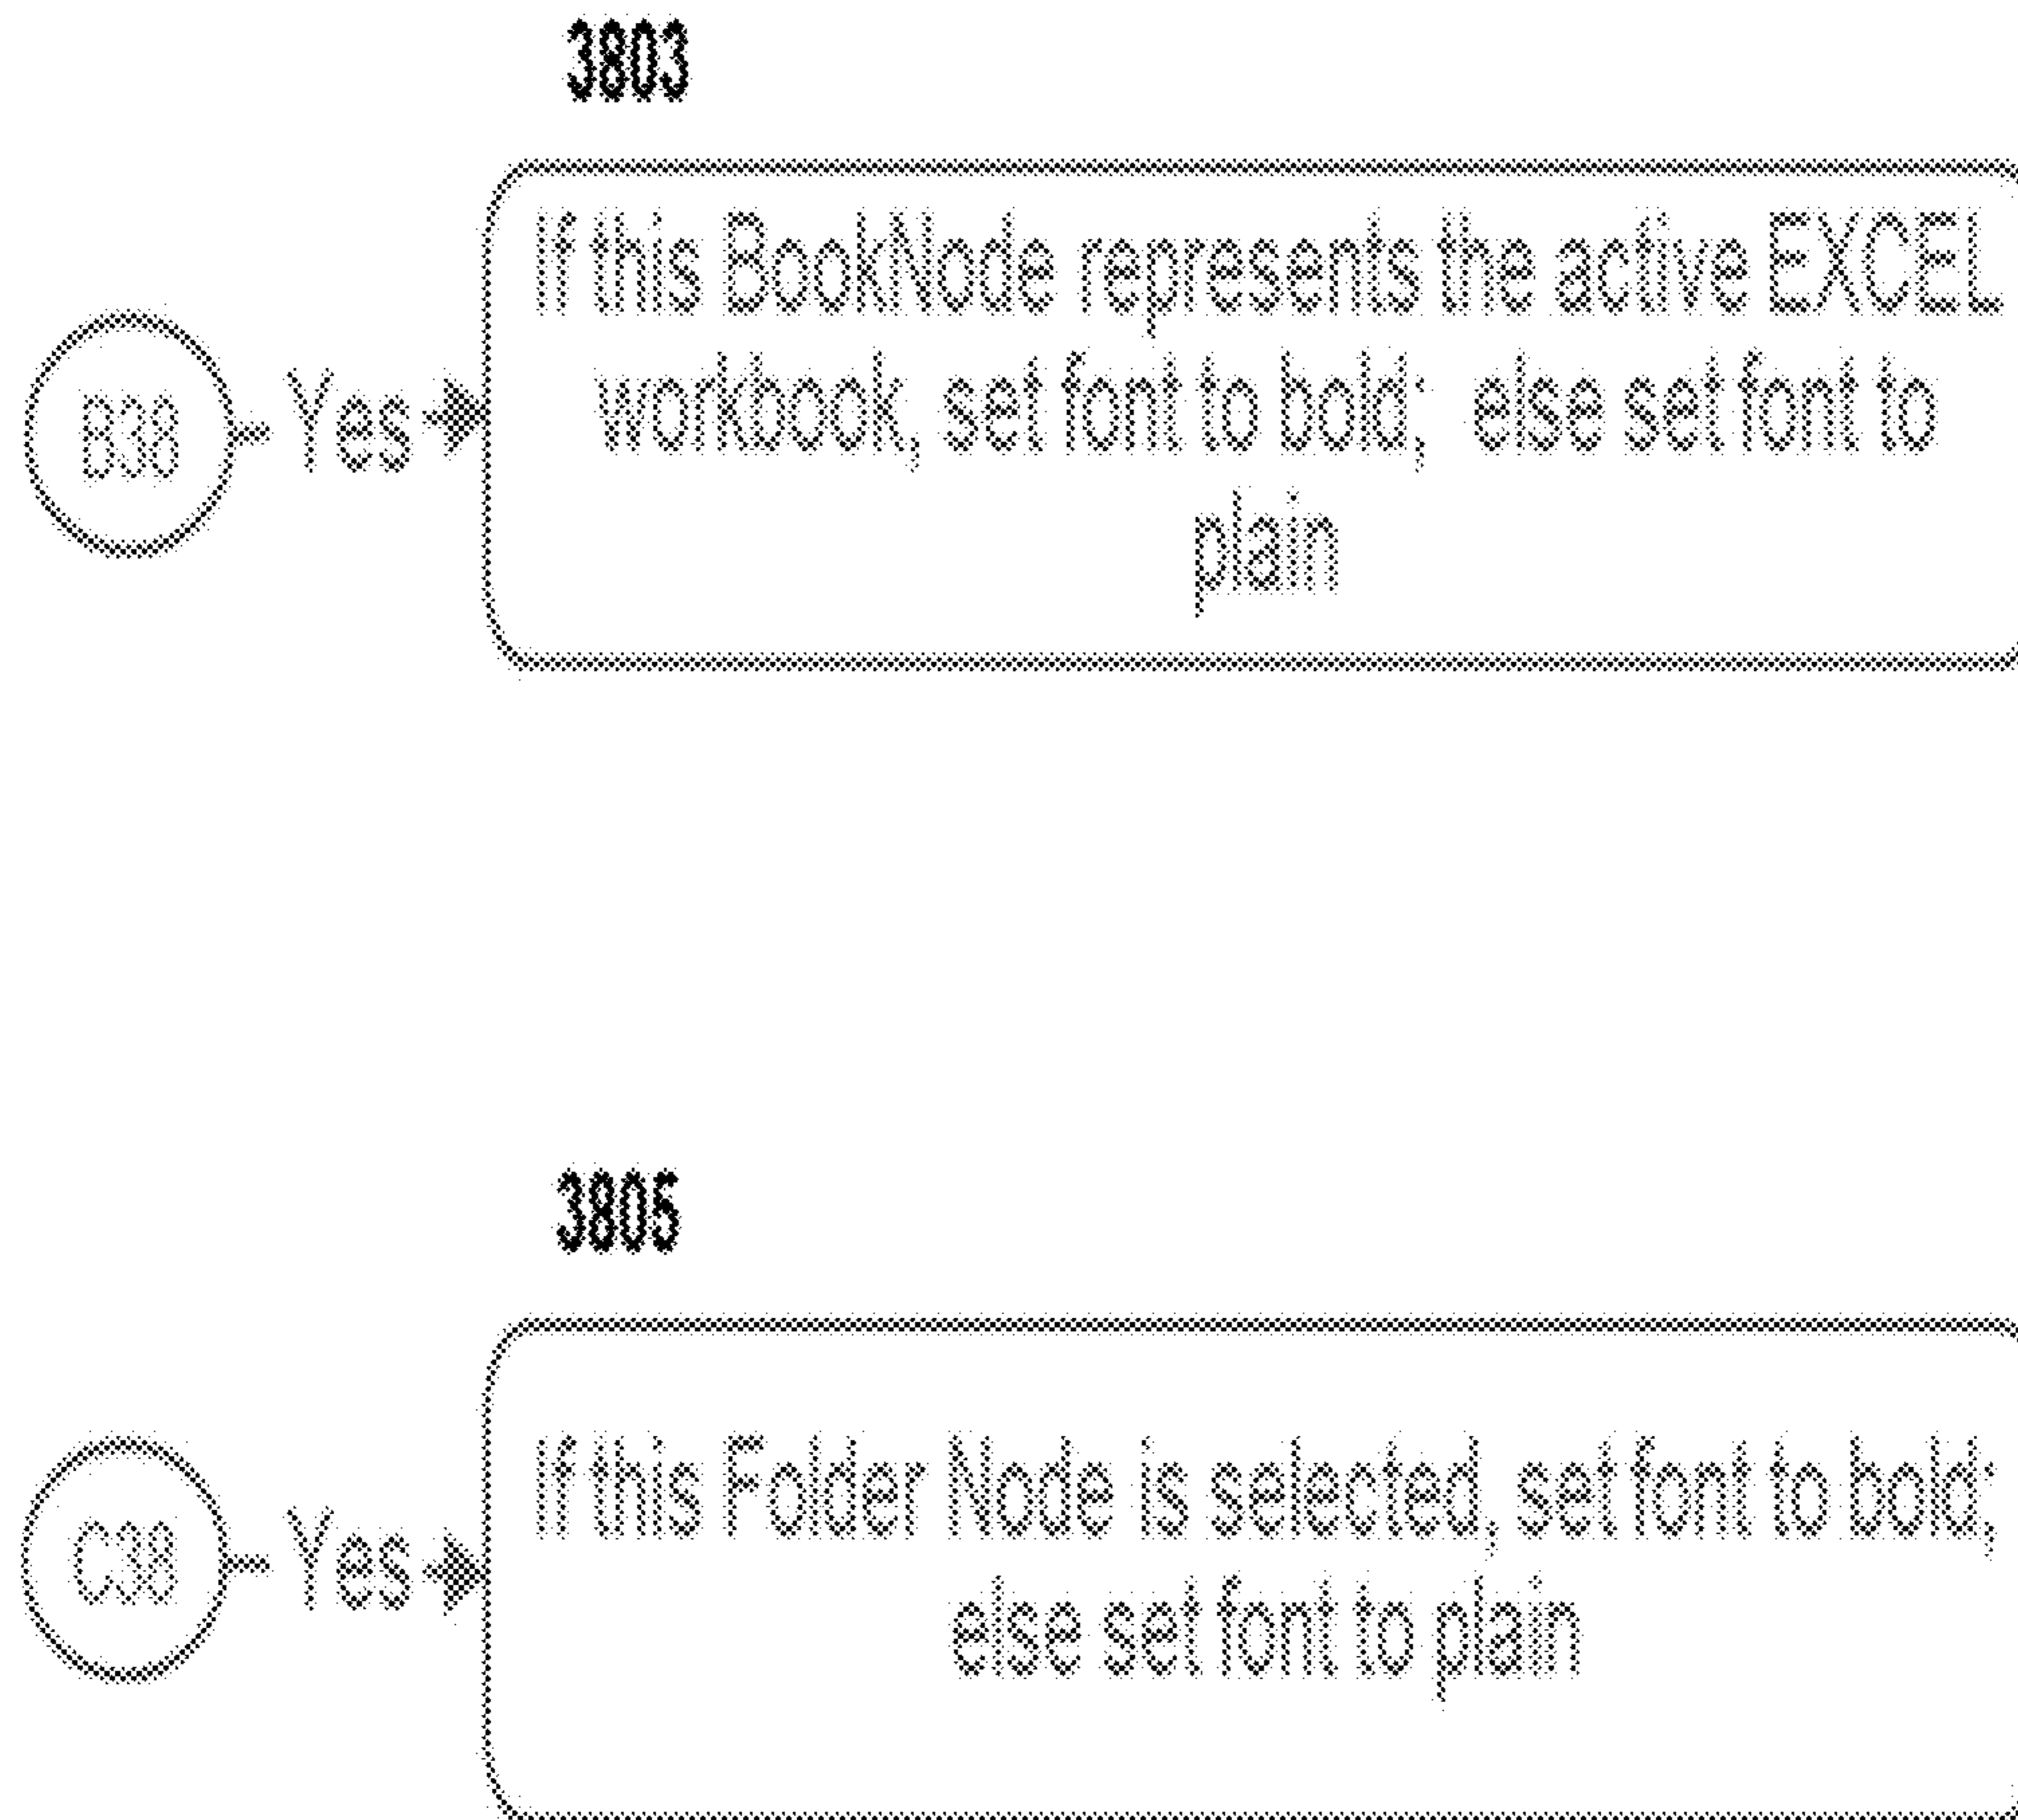 3803
If this BookNode represents the active EXCEL
workbook, set font to bold; else set font to
plain
B38
Yes
3805
If this Folder Node is selected, set font to bold;
else set font to plain
C38
Yes